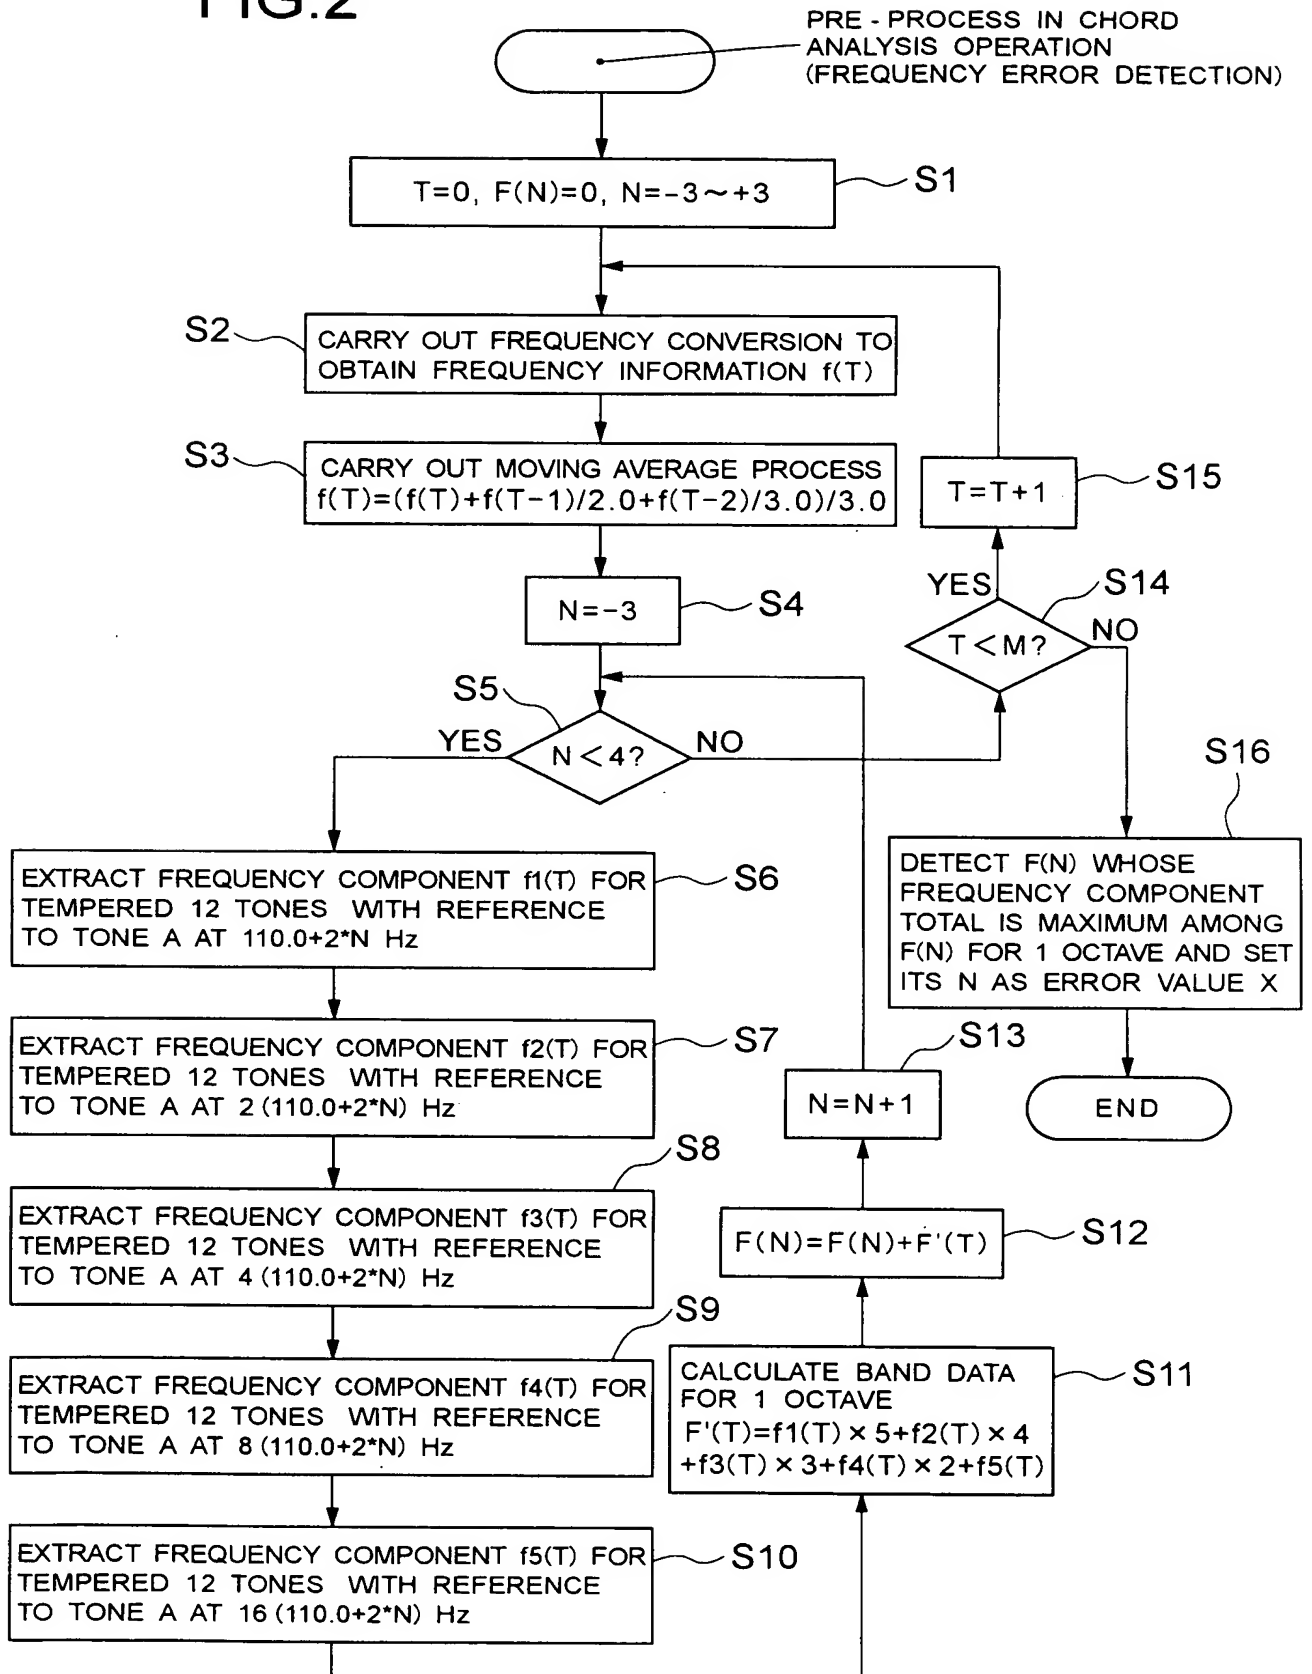 FIG.2
PRE-PROCESS IN CHORD
ANALYSIS OPERATION
(FREQUENCY ERROR DETECTION)
T=0, F(N)=0, N=-3~+3
S1
S2
CARRY OUT FREQUENCY CONVERSION TO
OBTAIN FREQUENCY INFORMATION f(T)
S3
CARRY OUT MOVING AVERAGE PROCESS
f(T)=(f(T)+f(T-1)/2.0+f(T-2)/3.0)/3.0
T=T+1
S15
N=-3
S4
YES
S14
T<M?
NO
S5
YES
N<4?
NO
S16
DETECT F(N) WHOSE
FREQUENCY COMPONENT
TOTAL IS MAXIMUM AMONG
F(N) FOR 1 OCTAVE AND SET
ITS N AS ERROR VALUE X
END
EXTRACT FREQUENCY COMPONENT f1(T) FOR
TEMPERED 12 TONES WITH REFERENCE
TO TONE A AT 110.0+2*N Hz
S6
EXTRACT FREQUENCY COMPONENT f2(T) FOR
TEMPERED 12 TONES WITH REFERENCE
TO TONE A AT 2(110.0+2*N) Hz
S7
EXTRACT FREQUENCY COMPONENT f3(T) FOR
TEMPERED 12 TONES WITH REFERENCE
TO TONE A AT 4(110.0+2*N) Hz
S8
EXTRACT FREQUENCY COMPONENT f4(T) FOR
TEMPERED 12 TONES WITH REFERENCE
TO TONE A AT 8(110.0+2*N) Hz
S9
EXTRACT FREQUENCY COMPONENT f5(T) FOR
TEMPERED 12 TONES WITH REFERENCE
TO TONE A AT 16(110.0+2*N) Hz
S10
CALCULATE BAND DATA
FOR 1 OCTAVE
F'(T)=f1(T)×5+f2(T)×4
+f3(T)×3+f4(T)×2+f5(T)
S11
F(N)=F(N)+F'(T)
S12
N=N+1
S13